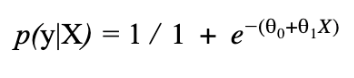 p(y|X) = 1 / 1 + e^{-(θ₀+θ₁X)}